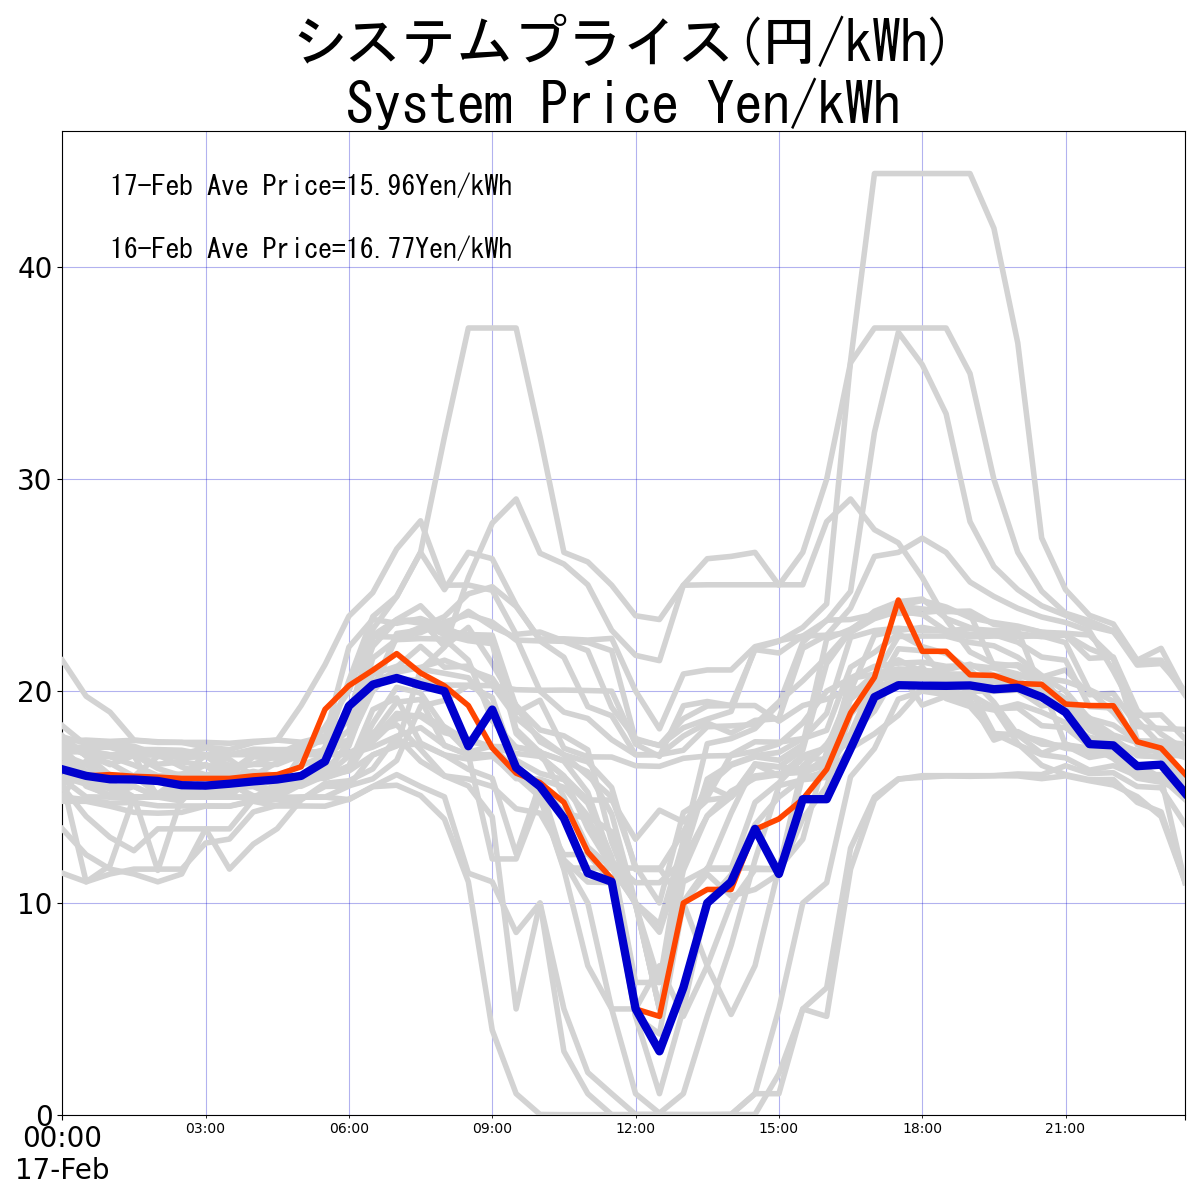 システムプライス(円/kWh)
System Price Yen/kWh
17-Feb Ave Price=15.96Yen/kWh
16-Feb Ave Price=16.77Yen/kWh
40
30
20
10
0
00:00 03:00 06:00 09:00 12:00 15:00 18:00 21:00
17-Feb